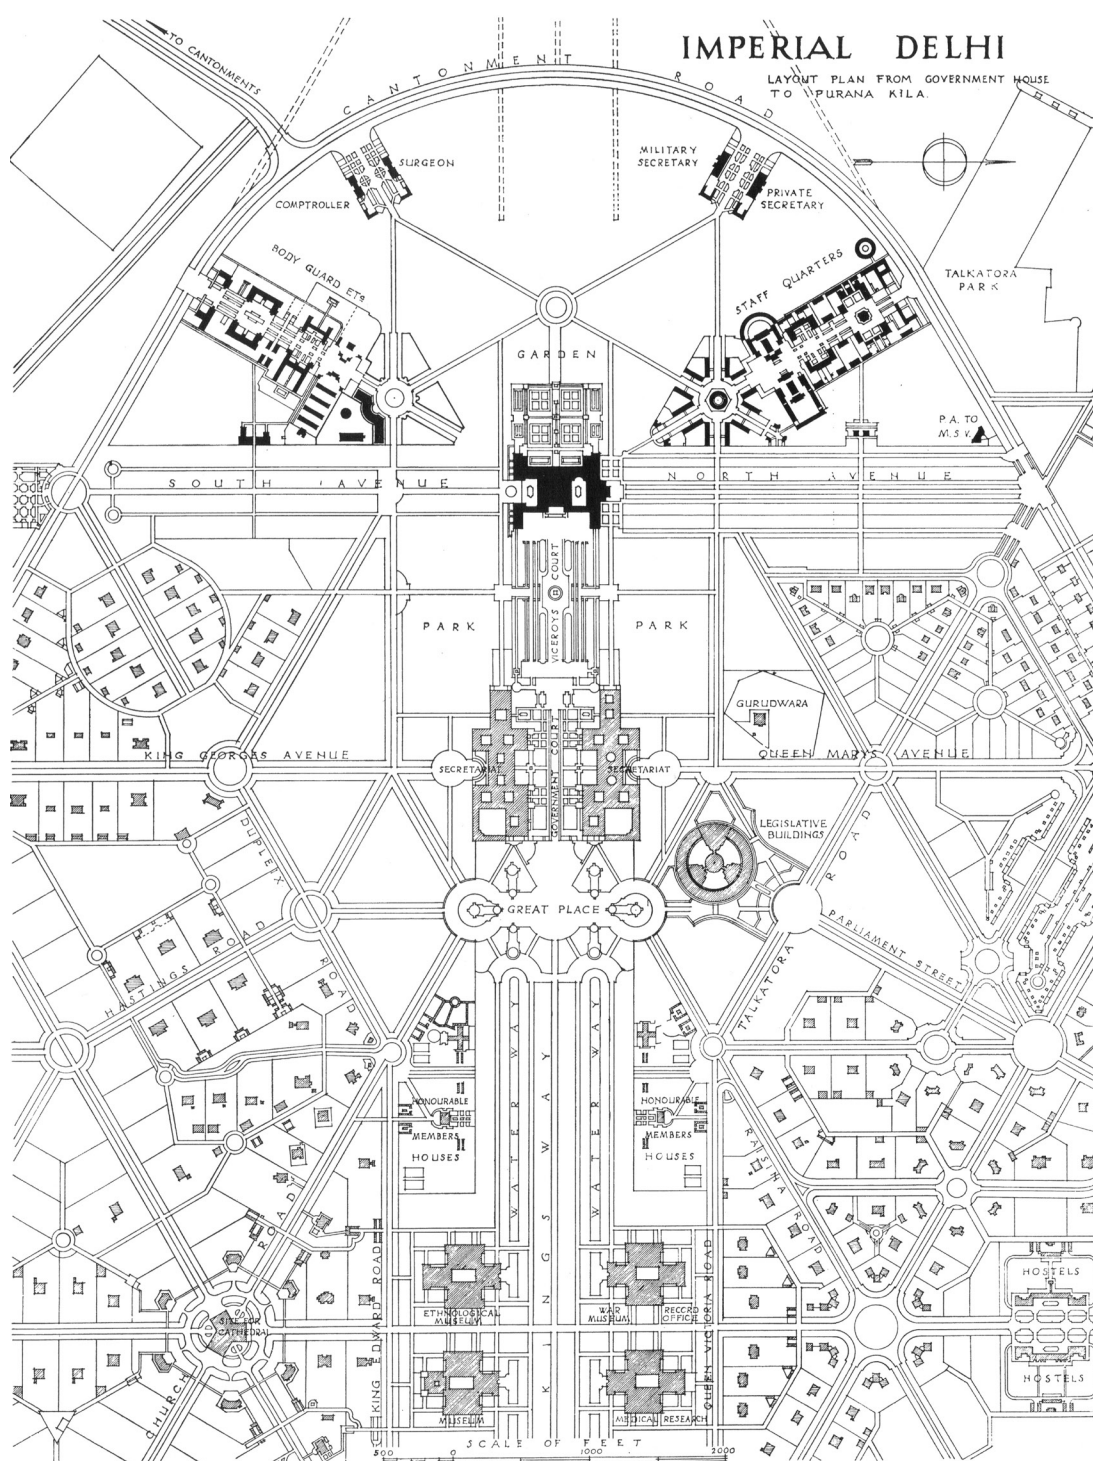 IMPERIAL DELHI
LAYOUT PLAN FROM GOVERNMENT HOUSE
TO PURANA KILA.
TO CANTONMENTS
CANTONMENT ROAD
SURGEON
COMPTROLLER
MILITARY
SECRETARY
PRIVATE
SECRETARY
BODY GUARD ETS
STAFF QUARTERS
TALKATORA
PARK
GARDEN
P.A. TO
M.S.V.
SOUTH AVENUE
NORTH AVENUE
VICEROYS COURT
PARK
PARK
GURUDWARA
KING GEORGES AVENUE
QUEEN MARYS AVENUE
SECRETARIAT
SECRETARIAT
GOVERNMENT COURT
LEGISLATIVE
BUILDINGS
DUPLEIX ROAD
GREAT PLACE
TALKATORA ROAD
PARLIAMENT STREET
HASTINGS ROAD
WATER WAY
KINGSWAY
WATER WAY
HONOURABLE
MEMBERS
HOUSES
HONOURABLE
MEMBERS
HOUSES
RAISINA ROAD
CHURCH ROAD
SITE FOR
CATHEDRAL
KING EDWARD ROAD
ETHNOLOGICAL
MUSEUM
WAR
MUSEUM
RECORD
OFFICE
QUEEN VICTORIA ROAD
HOSTELS
HOSTELS
MUSEUM
MEDICAL RESEARCH
SCALE OF FEET
500 0 1000 2000